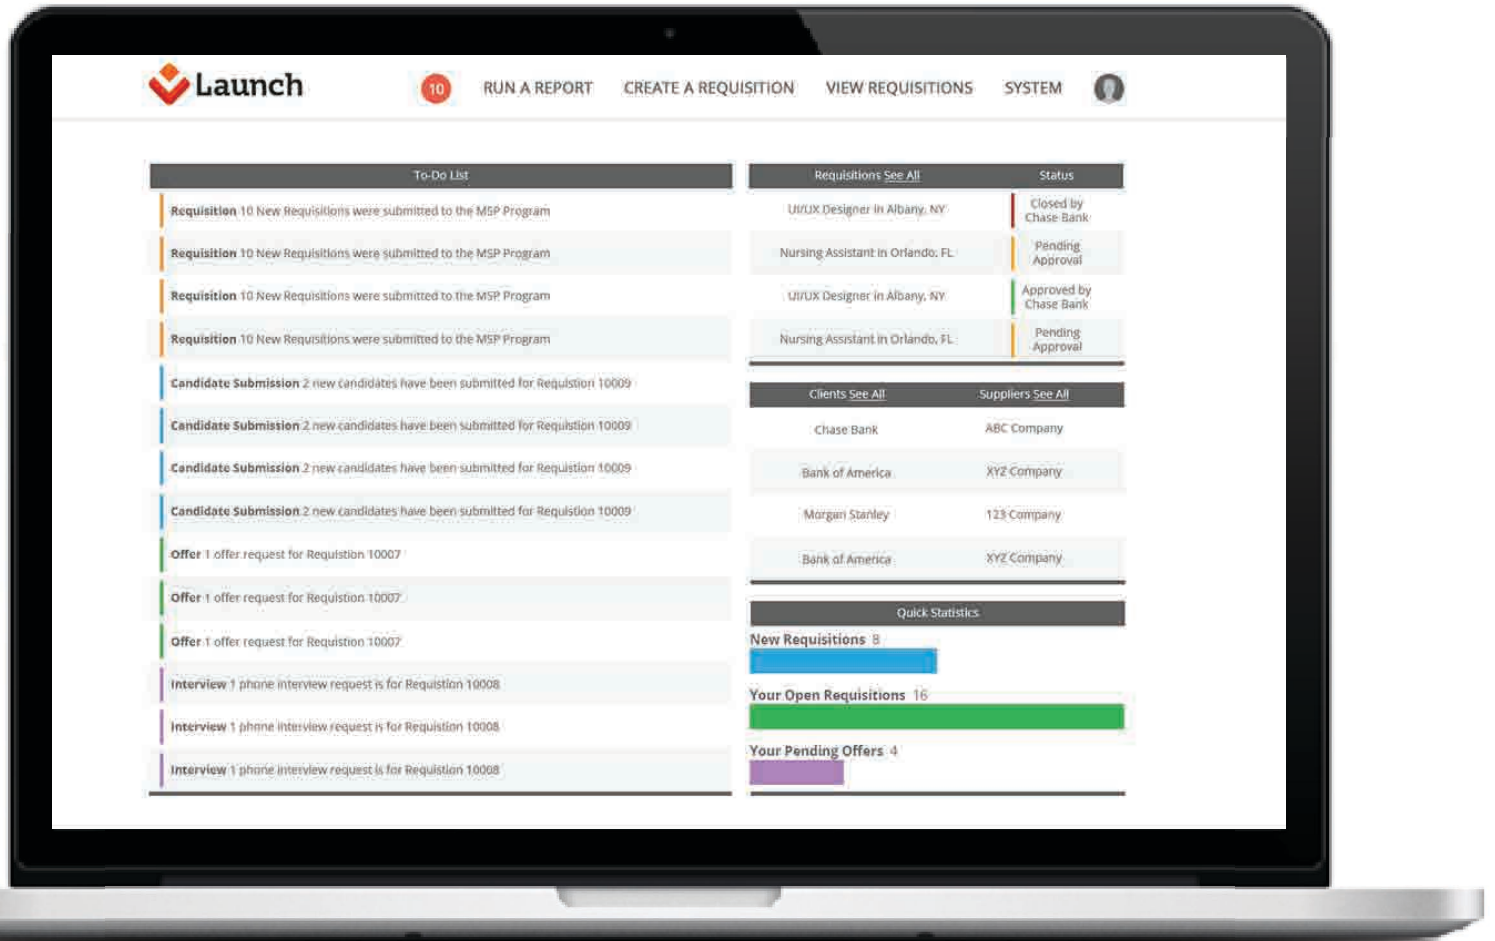 Launch
10 RUN A REPORT CREATE A REQUISITION VIEW REQUISITIONS SYSTEM
To-Do List
Requisition 10 New Requisitions were submitted to the MSP Program
Requisition 10 New Requisitions were submitted to the MSP Program
Requisition 10 New Requisitions were submitted to the MSP Program
Requisition 10 New Requisitions were submitted to the MSP Program
Candidate Submission 2 new candidates have been submitted for Requistion 10009
Candidate Submission 2 new candidates have been submitted for Requistion 10009
Candidate Submission 2 new candidates have been submitted for Requistion 10009
Candidate Submission 2 new candidates have been submitted for Requistion 10009
Offer 1 offer request for Requistion 10007
Offer 1 offer request for Requistion 10007
Offer 1 offer request for Requistion 10007
Interview 1 phone interview request is for Requistion 10008
Interview 1 phone interview request is for Requistion 10008
Interview 1 phone interview request is for Requistion 10008
Requisitions See All Status
UI/UX Designer in Albany, NY Closed by
Chase Bank
Nursing Assistant in Orlando, FL Pending
Approval
UI/UX Designer in Albany, NY Approved by
Chase Bank
Nursing Assistant in Orlando, FL Pending
Approval
Clients See All Suppliers See All
Chase Bank ABC Company
Bank of America XYZ Company
Morgan Stanley 123 Company
Bank of America XYZ Company
Quick Statistics
New Requisitions 8
Your Open Requisitions 16
Your Pending Offers 4